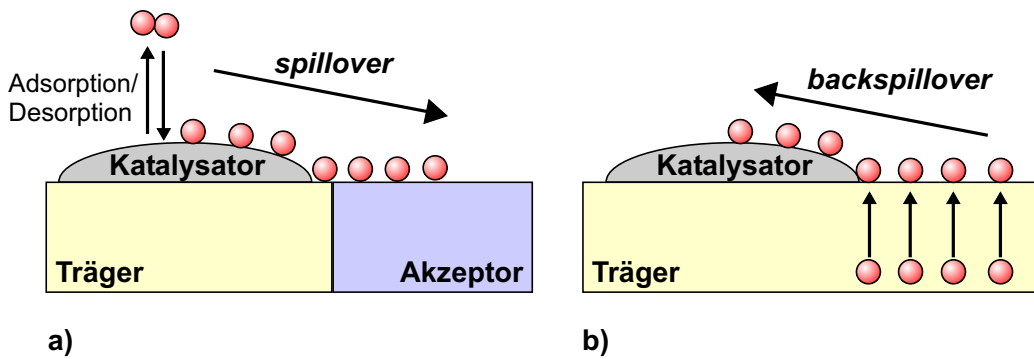 Adsorption/
Desorption
spillover
Katalysator
Träger
Akzeptor
a)
backspillover
Katalysator
Träger
b)